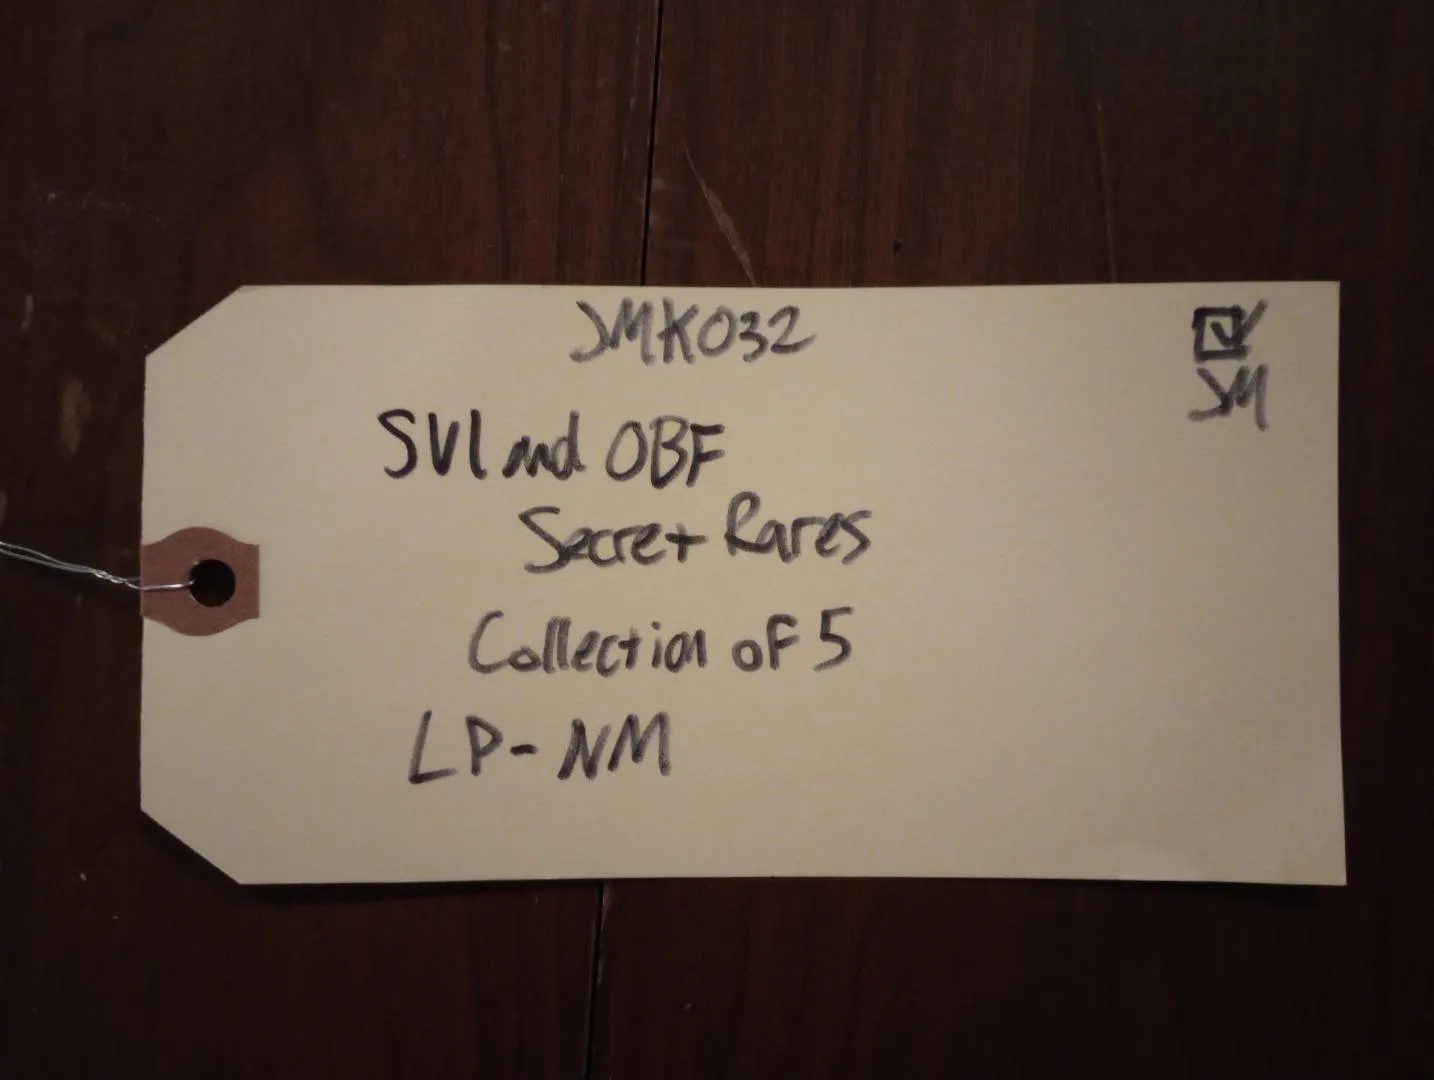 JMK032
SVI and OBF
Secret Rares
Collection of 5
LP-NM
JM